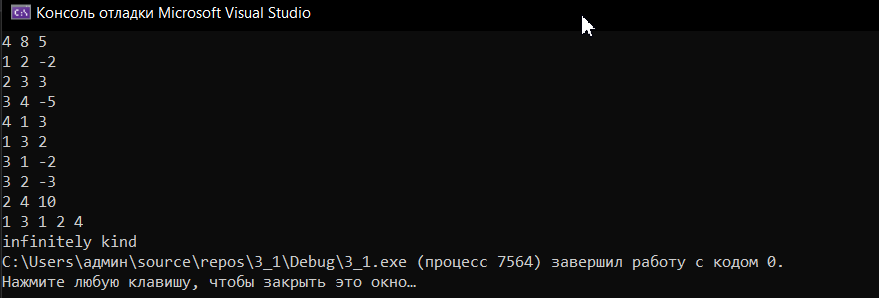 Консоль отладки Microsoft Visual Studio
4 8 5
1 2 -2
2 3 3
3 4 -5
4 1 3
1 3 2
3 1 -2
3 2 -3
2 4 10
1 3 1 2 4
infinitely kind
C:\Users\админ\source\repos\3_1\Debug\3_1.exe (процесс 7564) завершил работу с кодом 0.
Нажмите любую клавишу, чтобы закрыть это окно…